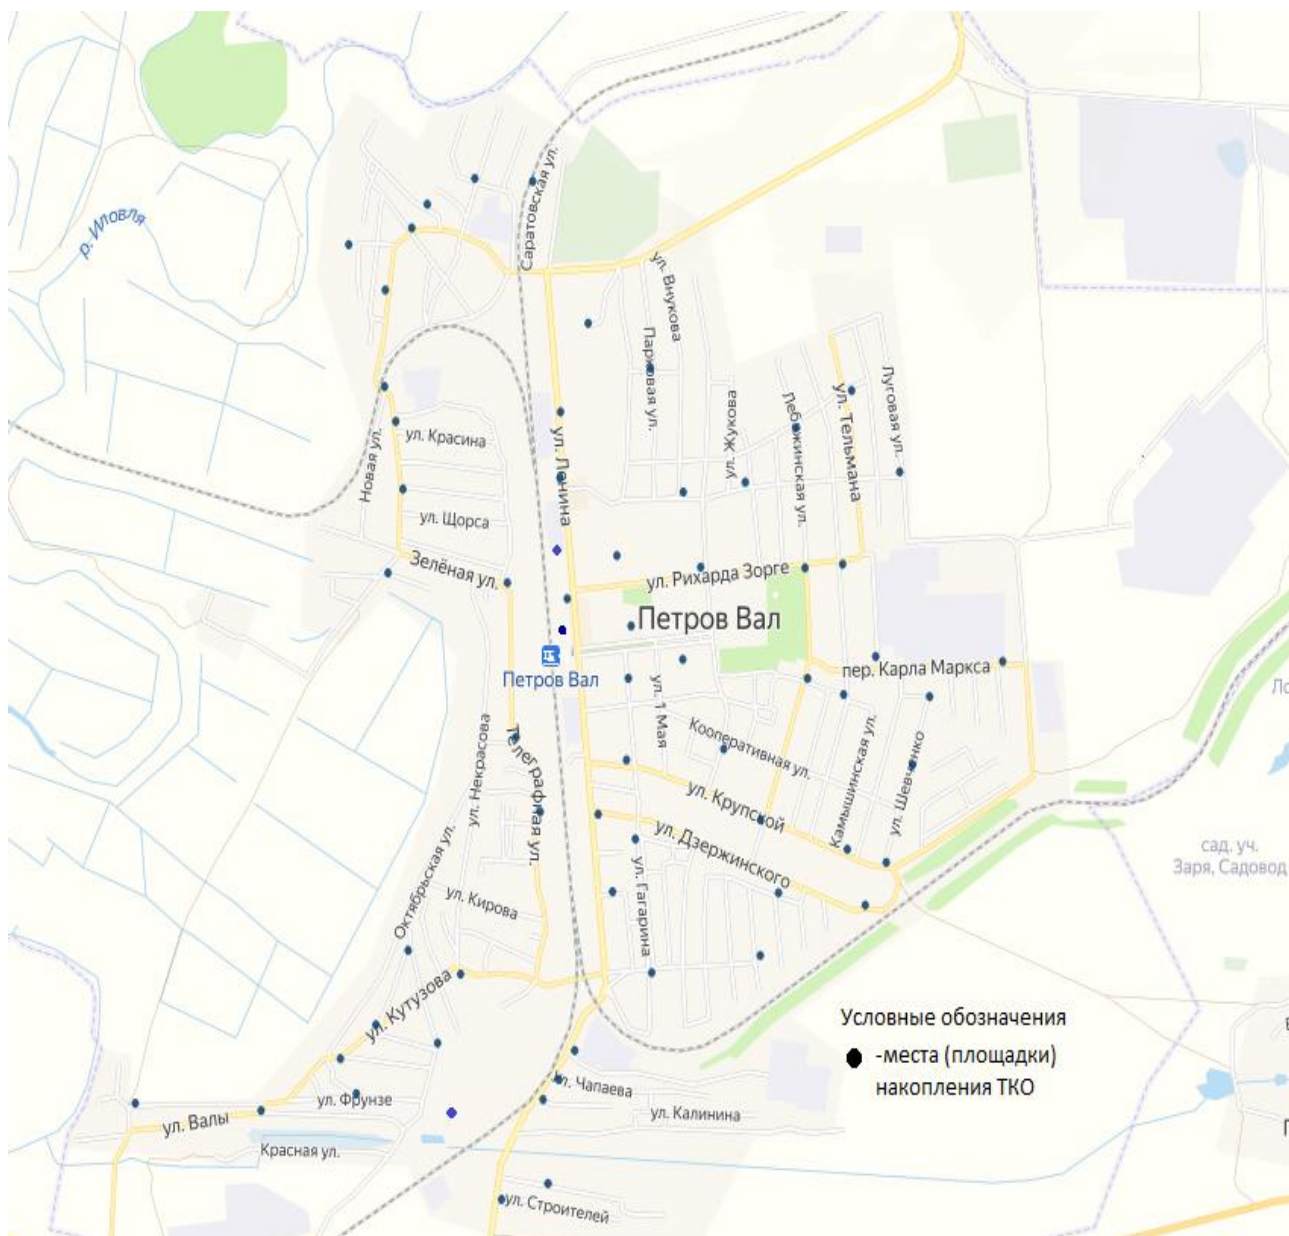 Саратовская ул.
р. Иловля
ул. Внукова
Парковая ул.
ул. Жукова
Лебяжинская ул.
ул. Тельмана
Луговая ул.
ул. Красина
Новая ул.
ул. Ленина
ул. Щорса
Зелёная ул.
ул. Рихарда Зорге
Петров Вал
Петров Вал
пер. Карла Маркса
ул. 1 Мая
ул. Некрасова
Телеграфная ул.
Кооперативная ул.
Камышинская ул.
ул. Шевченко
ул. Крупской
ул. Дзержинского
сад. уч.
Заря, Садовод
Октябрьская ул.
ул. Кирова
ул. Гагарина
ул. Кутузова
Условные обозначения
-места (площадки)
накопления ТКО
ул. Чапаева
ул. Фрунзе
ул. Калинина
ул. Валы
Красная ул.
ул. Строителей